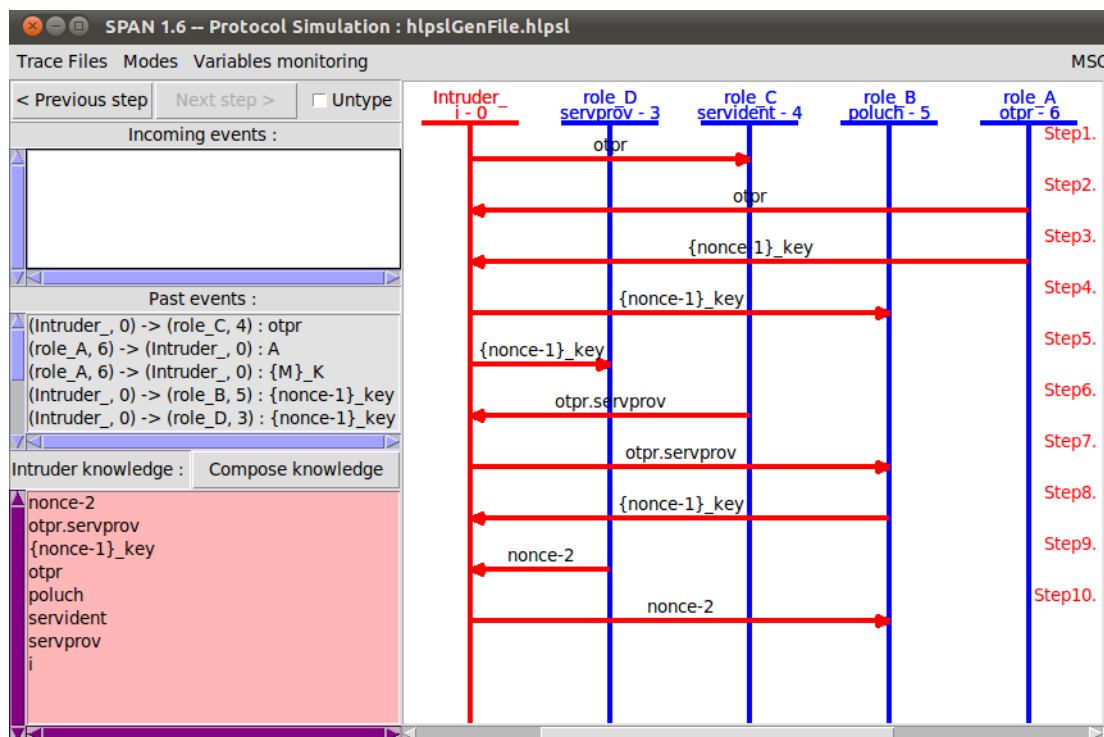 SPAN 1.6 -- Protocol Simulation : hlpslGenFile.hlpsl
Trace Files Modes Variables monitoring MSC
< Previous step Next step > Untype
Incoming events :
Past events :
(Intruder_, 0) -> (role_C, 4) : otpr
(role_A, 6) -> (Intruder_, 0) : A
(role_A, 6) -> (Intruder_, 0) : {M}_K
(Intruder_, 0) -> (role_B, 5) : {nonce-1}_key
(Intruder_, 0) -> (role_D, 3) : {nonce-1}_key
Intruder knowledge : Compose knowledge
nonce-2
otpr.servprov
{nonce-1}_key
otpr
poluch
servident
servprov
i
Intruder_ role_D role_C role_B role_A
i - 0 servprov - 3 servident - 4 poluch - 5 otpr - 6
Step1.
otpr
Step2.
otpr
Step3.
{nonce-1}_key
Step4.
{nonce-1}_key
Step5.
{nonce-1}_key
Step6.
otpr.servprov
Step7.
otpr.servprov
Step8.
{nonce-1}_key
Step9.
nonce-2
Step10.
nonce-2